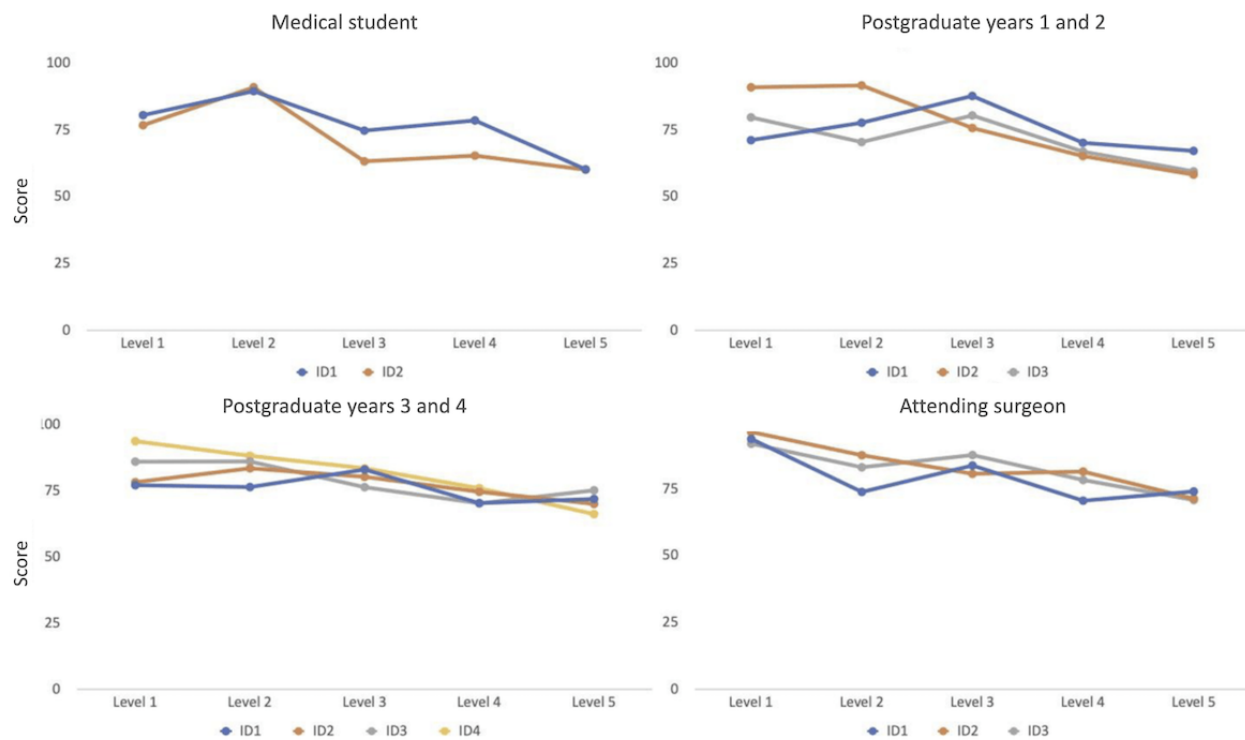 Medical student
100
75
50
25
0
Score
Level 1 Level 2 Level 3 Level 4 Level 5
ID1 ID2
Postgraduate years 1 and 2
100
75
50
25
0
Level 1 Level 2 Level 3 Level 4 Level 5
ID1 ID2 ID3
Postgraduate years 3 and 4
100
75
50
25
0
Score
Level 1 Level 2 Level 3 Level 4 Level 5
ID1 ID2 ID3 ID4
Attending surgeon
75
50
25
0
Level 1 Level 2 Level 3 Level 4 Level 5
ID1 ID2 ID3